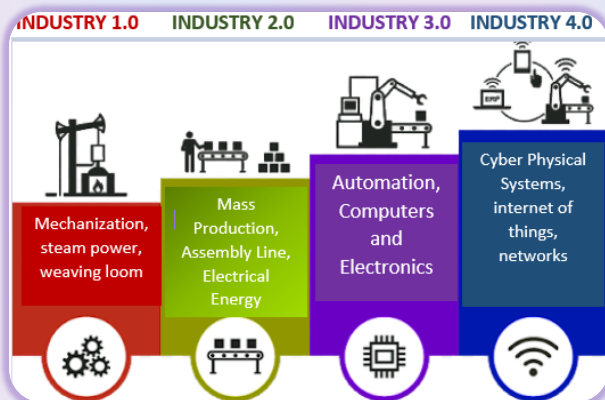 INDUSTRY 1.0
INDUSTRY 2.0
INDUSTRY 3.0
INDUSTRY 4.0
ERP
Mechanization,
steam power,
weaving loom
Mass
Production,
Assembly Line,
Electrical
Energy
Automation,
Computers
and
Electronics
Cyber Physical
Systems,
internet of
things,
networks